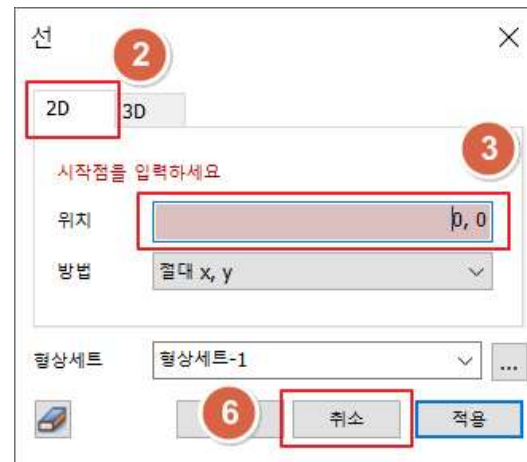 선
2
2D 3D
3
시작점을 입력하세요
위치 0, 0
방법 절대 x, y
형상세트 형상세트-1 ...
6 취소 적용